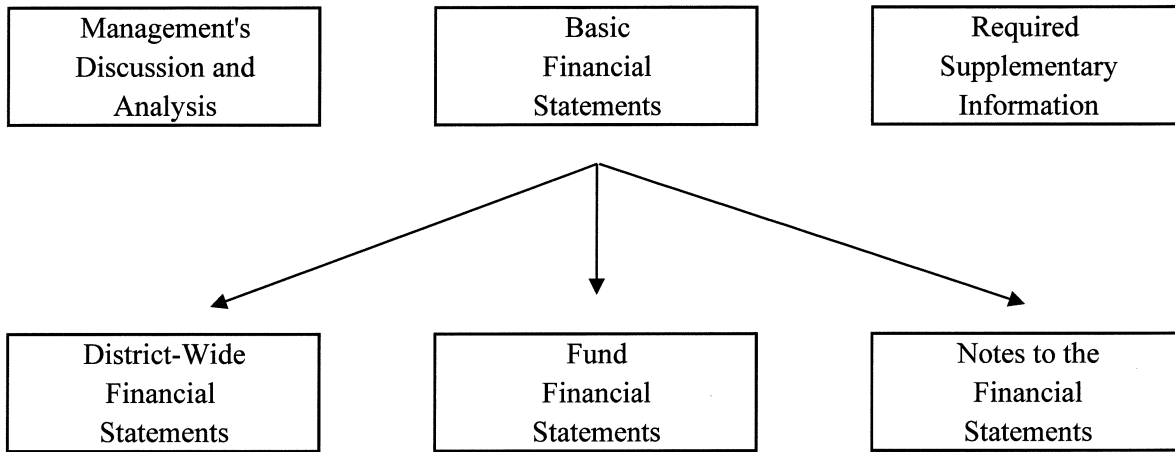 Management's
Discussion and
Analysis
Basic
Financial
Statements
Required
Supplementary
Information
District-Wide
Financial
Statements
Fund
Financial
Statements
Notes to the
Financial
Statements